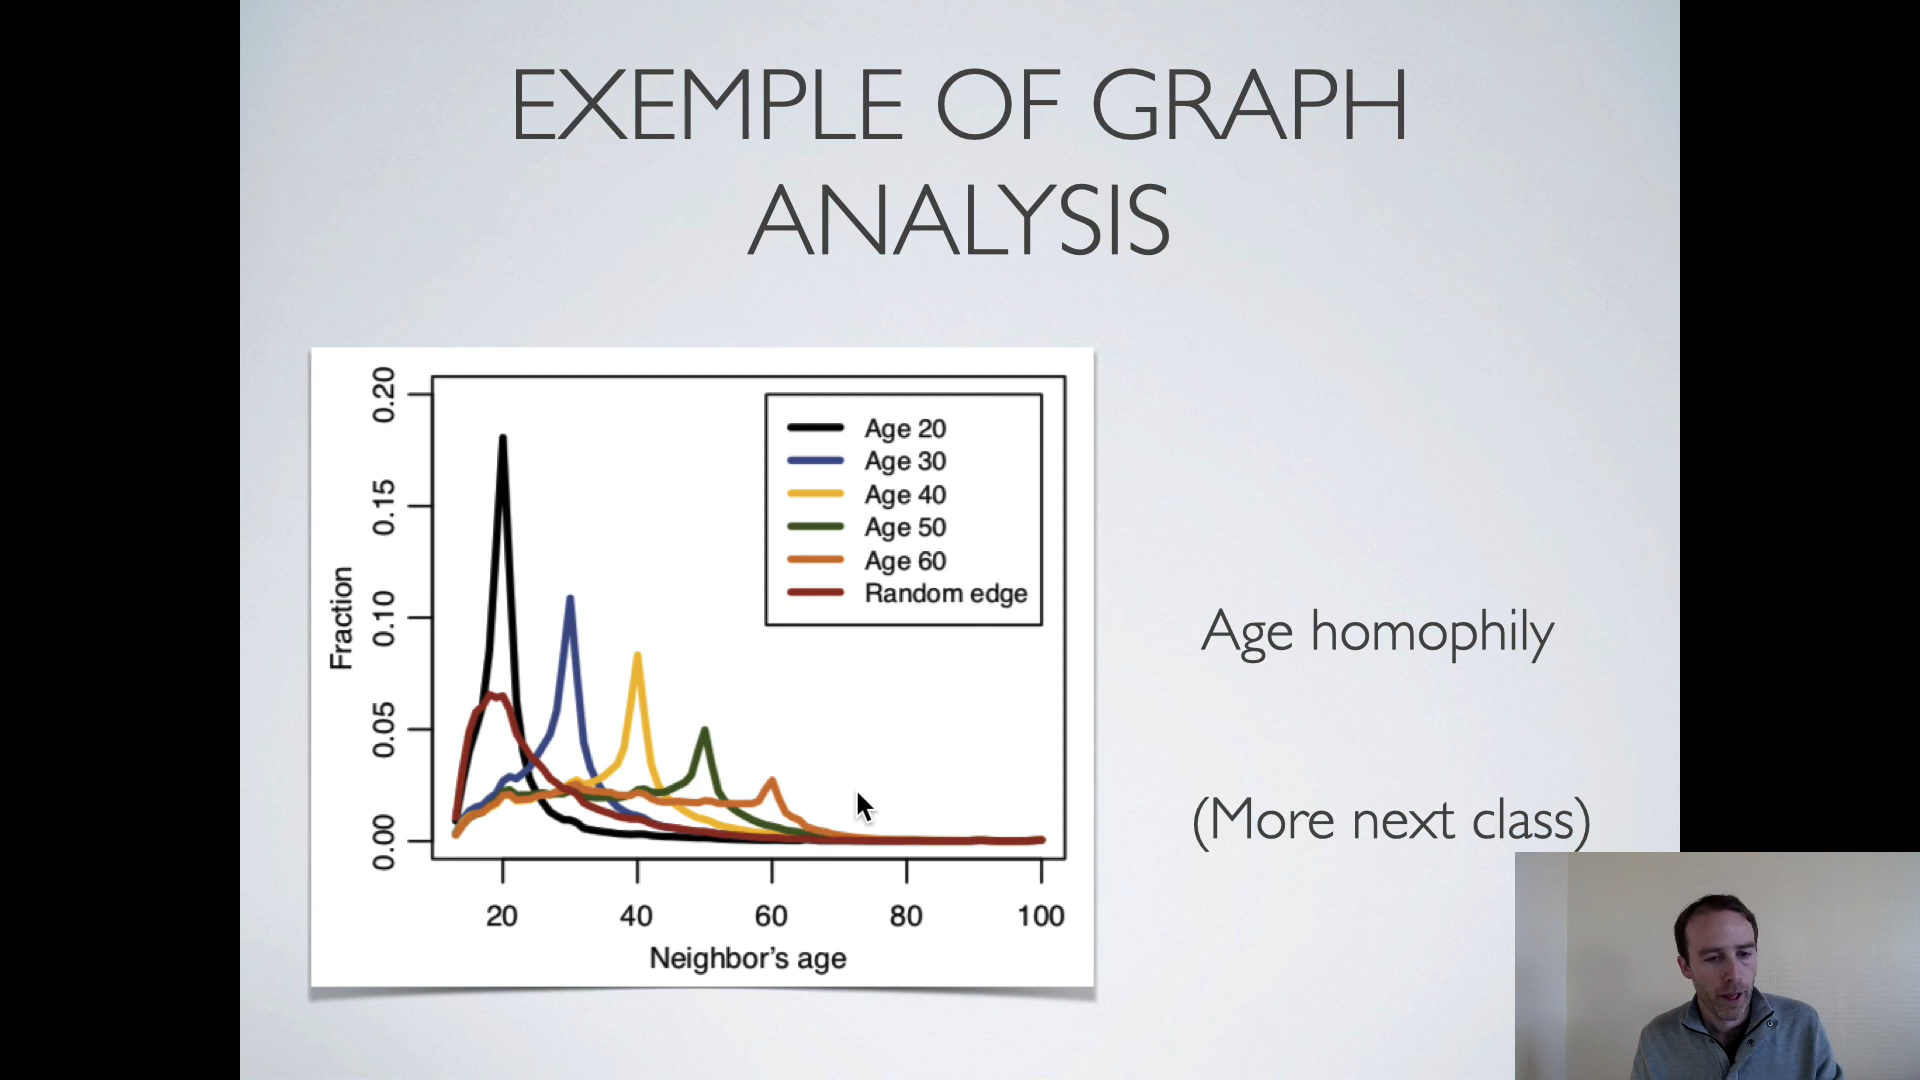 EXEMPLE OF GRAPH
ANALYSIS
0.20
0.15
0.10
0.05
0.00
Fraction
Age 20
Age 30
Age 40
Age 50
Age 60
Random edge
20 40 60 80 100
Neighbor's age
Age homophily
(More next class)